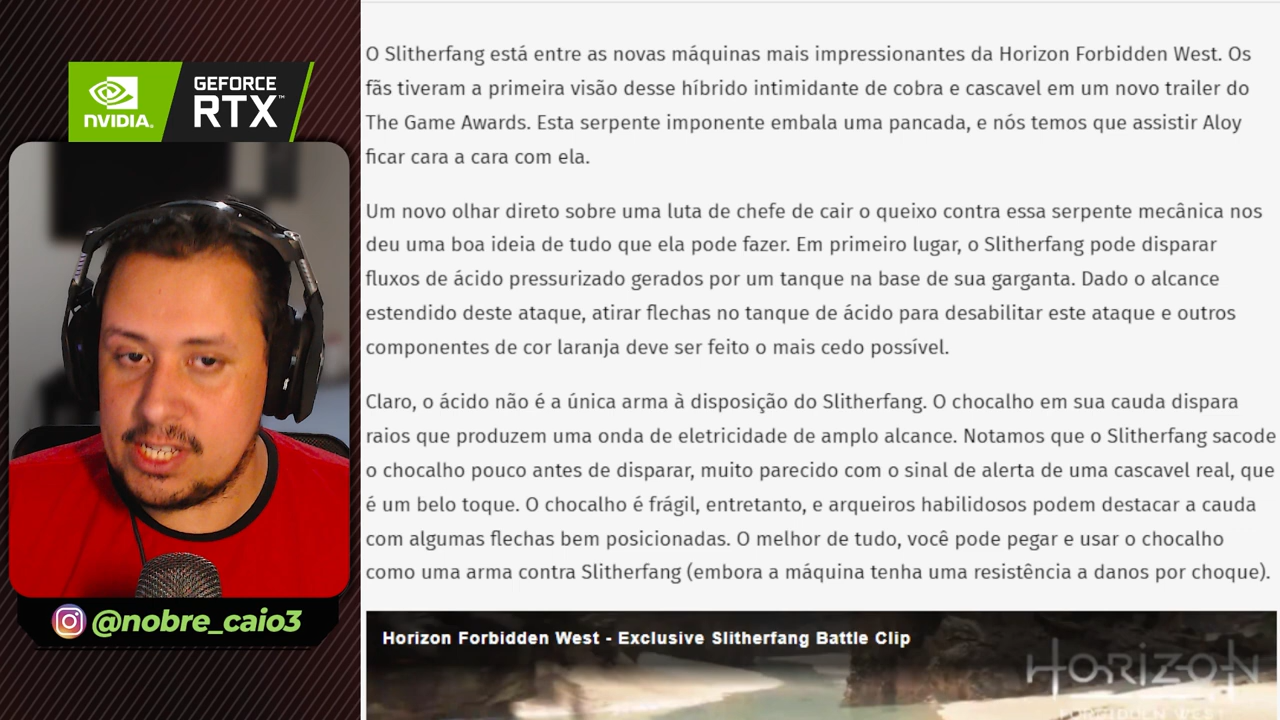 NVIDIA.
GEFORCE
RTX™
@nobre_caio3
O Slitherfang está entre as novas máquinas mais impressionantes da Horizon Forbidden West. Os
fãs tiveram a primeira visão desse híbrido intimidante de cobra e cascavel em um novo trailer do
The Game Awards. Esta serpente imponente embala uma pancada, e nós temos que assistir Aloy
ficar cara a cara com ela.
Um novo olhar direto sobre uma luta de chefe de cair o queixo contra essa serpente mecânica nos
deu uma boa ideia de tudo que ela pode fazer. Em primeiro lugar, o Slitherfang pode disparar
fluxos de ácido pressurizado gerados por um tanque na base de sua garganta. Dado o alcance
estendido deste ataque, atirar flechas no tanque de ácido para desabilitar este ataque e outros
componentes de cor laranja deve ser feito o mais cedo possível.
Claro, o ácido não é a única arma à disposição do Slitherfang. O chocalho em sua cauda dispara
raios que produzem uma onda de eletricidade de amplo alcance. Notamos que o Slitherfang sacode
o chocalho pouco antes de disparar, muito parecido com o sinal de alerta de uma cascavel real, que
é um belo toque. O chocalho é frágil, entretanto, e arqueiros habilidosos podem destacar a cauda
com algumas flechas bem posicionadas. O melhor de tudo, você pode pegar e usar o chocalho
como uma arma contra Slitherfang (embora a máquina tenha uma resistência a danos por choque).
Horizon Forbidden West - Exclusive Slitherfang Battle Clip
HORIZON
FORBIDDEN WEST